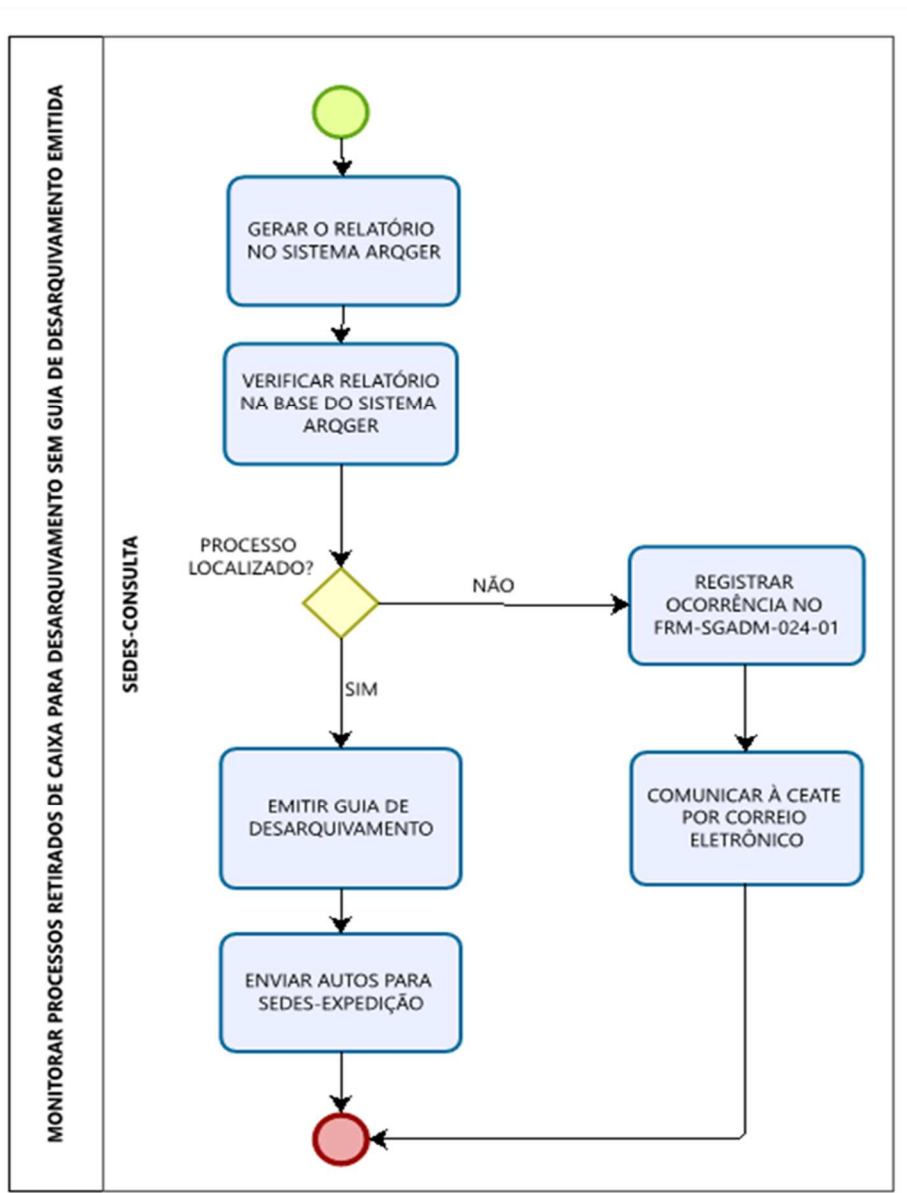 MONITORAR PROCESSOS RETIRADOS DE CAIXA PARA DESARQUIVAMENTO SEM GUIA DE DESARQUIVAMENTO EMITIDA
SEDES-CONSULTA
GERAR O RELATÓRIO
NO SISTEMA ARQGER
VERIFICAR RELATÓRIO
NA BASE DO SISTEMA
ARQGER
PROCESSO
LOCALIZADO?
NÃO
REGISTRAR
OCORRÊNCIA NO
FRM-SGADM-024-01
SIM
EMITIR GUIA DE
DESARQUIVAMENTO
COMUNICAR À CEATE
POR CORREIO
ELETRÔNICO
ENVIAR AUTOS PARA
SEDES-EXPEDIÇÃO